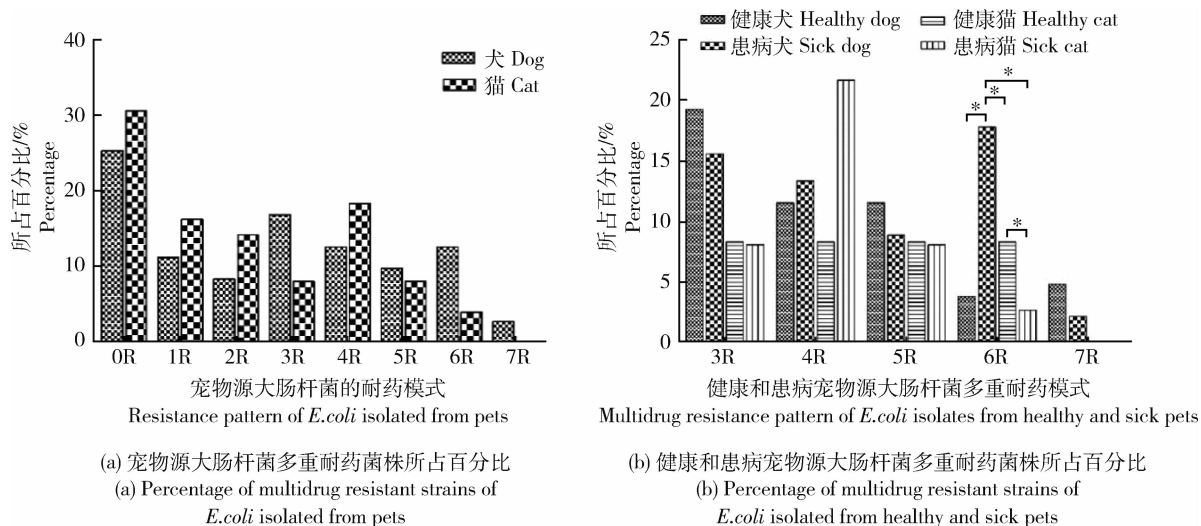 40
30
20
10
0
所占百分比/%
Percentage
犬 Dog
猫 Cat
0R 1R 2R 3R 4R 5R 6R 7R
宠物源大肠杆菌的耐药模式
Resistance pattern of E.coli isolated from pets
(a) 宠物源大肠杆菌多重耐药菌株所占百分比
(a) Percentage of multidrug resistant strains of
E.coli isolated from pets
健康犬 Healthy dog 健康猫 Healthy cat
患病犬 Sick dog 患病猫 Sick cat
25
20
15
10
5
0
所占百分比/%
Percentage
*
* *
*
3R 4R 5R 6R 7R
健康和患病宠物源大肠杆菌多重耐药模式
Multidrug resistance pattern of E.coli isolates from healthy and sick pets
(b) 健康和患病宠物源大肠杆菌多重耐药菌株所占百分比
(b) Percentage of multidrug resistant strains of
E.coli isolated from healthy and sick pets